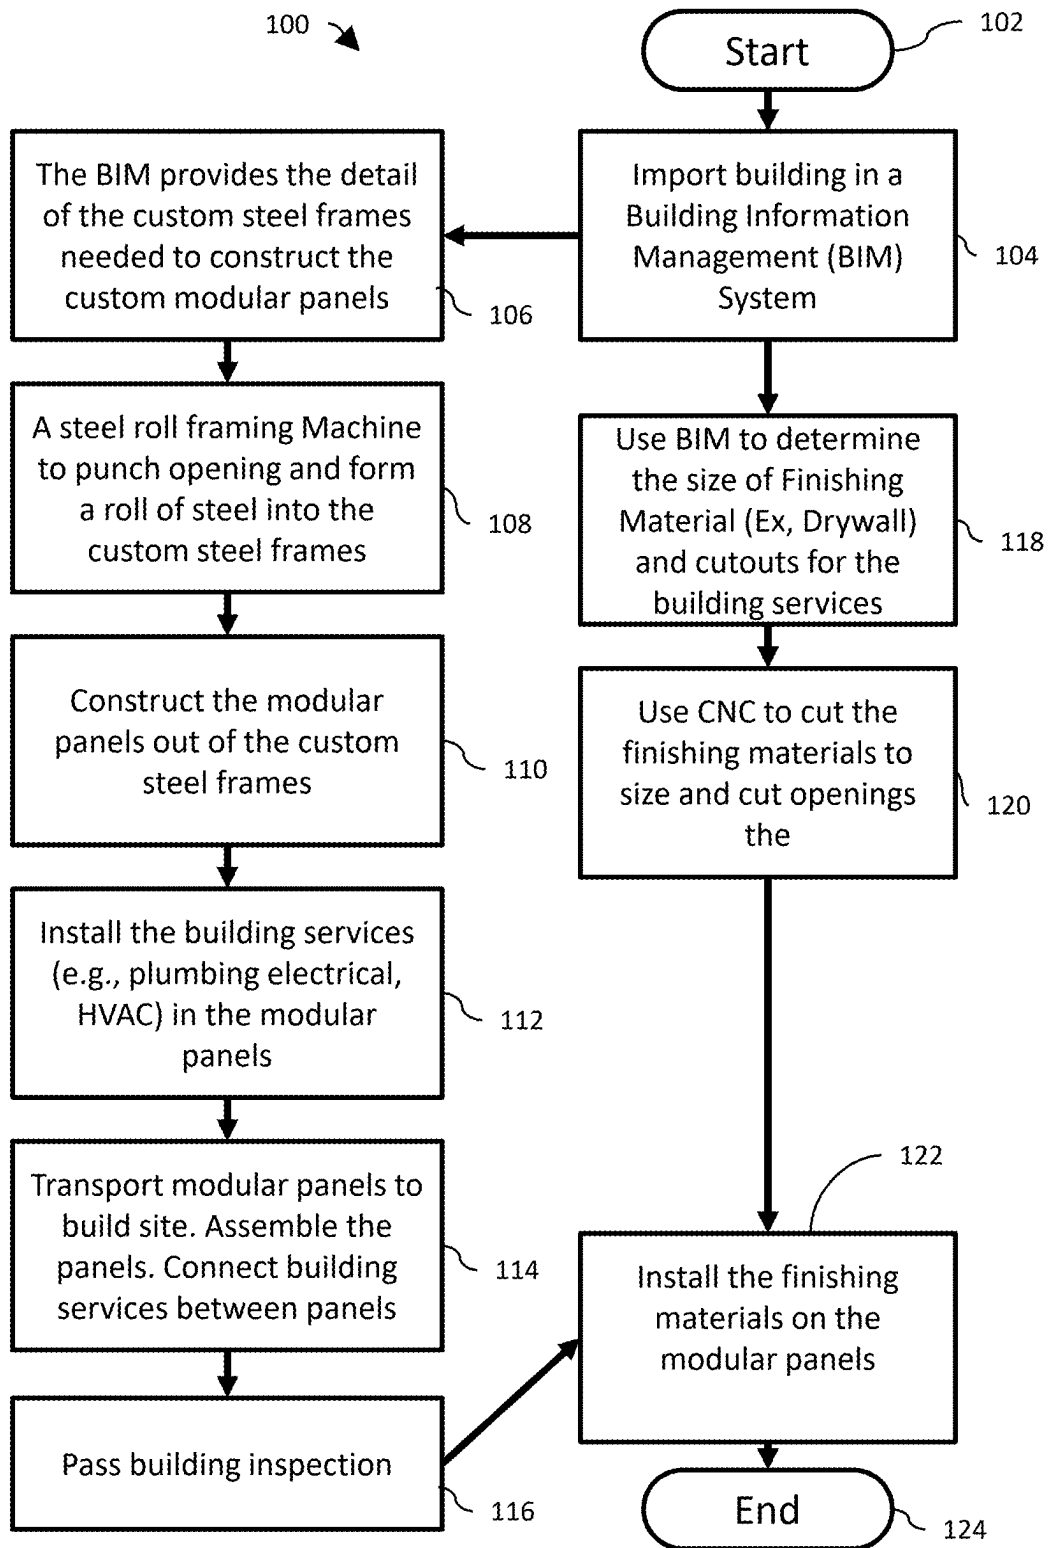 100
Start
102
Import building in a
Building Information
Management (BIM)
System
104
The BIM provides the detail
of the custom steel frames
needed to construct the
custom modular panels
106
A steel roll framing Machine
to punch opening and form
a roll of steel into the
custom steel frames
108
Construct the modular
panels out of the custom
steel frames
110
Install the building services
(e.g., plumbing electrical,
HVAC) in the modular
panels
112
Transport modular panels to
build site. Assemble the
panels. Connect building
services between panels
114
Pass building inspection
116
Use BIM to determine
the size of Finishing
Material (Ex, Drywall)
and cutouts for the
building services
118
Use CNC to cut the
finishing materials to
size and cut openings
the
120
122
Install the finishing
materials on the
modular panels
End
124